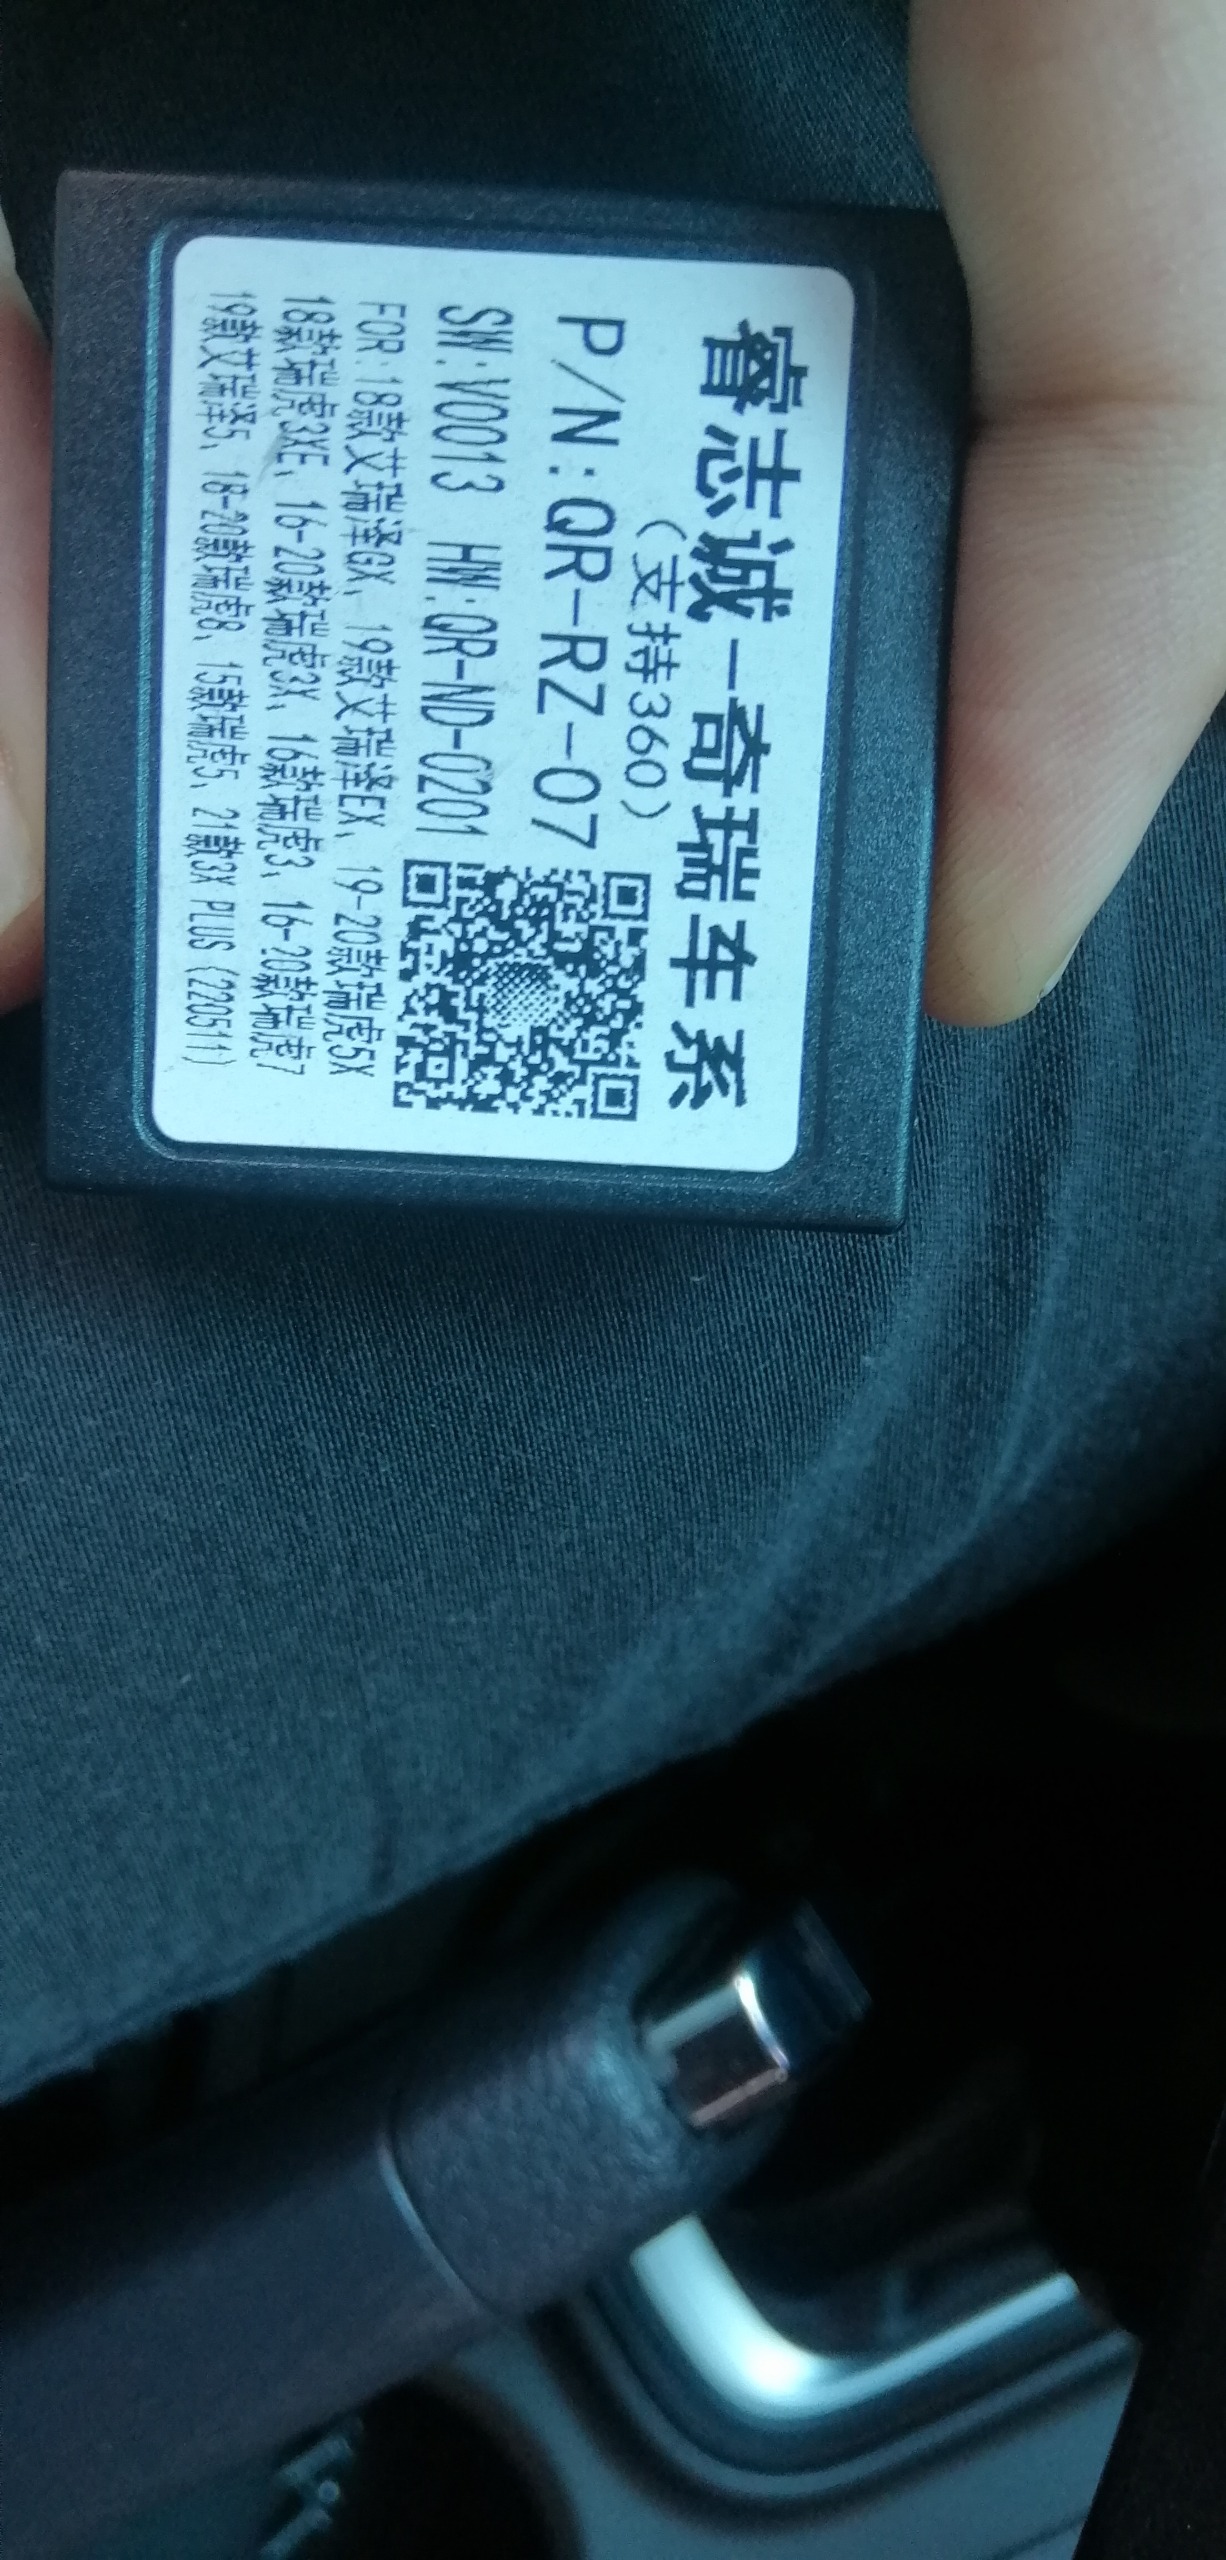 睿志诚-奇瑞车系
(支持360)
P/N:QR-RZ-07
SW:V0013 HW:QR-ND-0201
FOR:18款艾瑞泽GX、19款艾瑞泽EX、19-20款瑞虎5X
18款瑞虎3XE、16-20款瑞虎3X、16款瑞虎3、16-20款瑞虎7
19款艾瑞泽5、18-20款瑞虎8、15款瑞虎5、21款3X PLUS(220511)